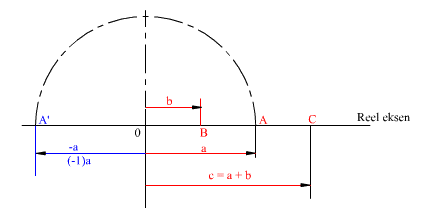 b
A'
A
C
Reel eksen
0
B
-a
a
(-1)a
c = a + b